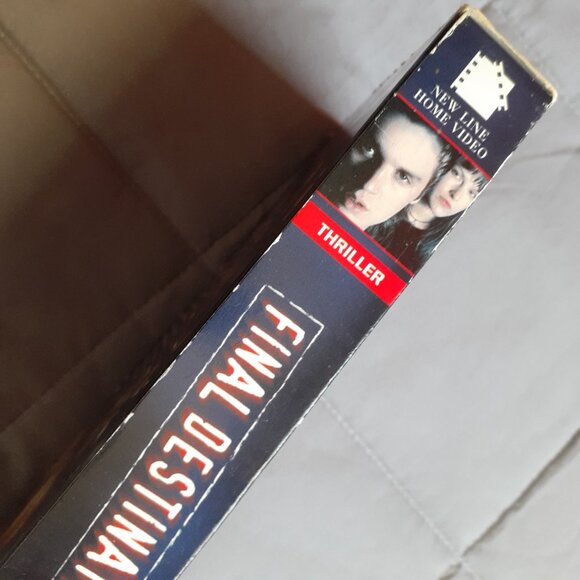 NEW LINE
HOME VIDEO
THRILLER
FINAL DESTINA